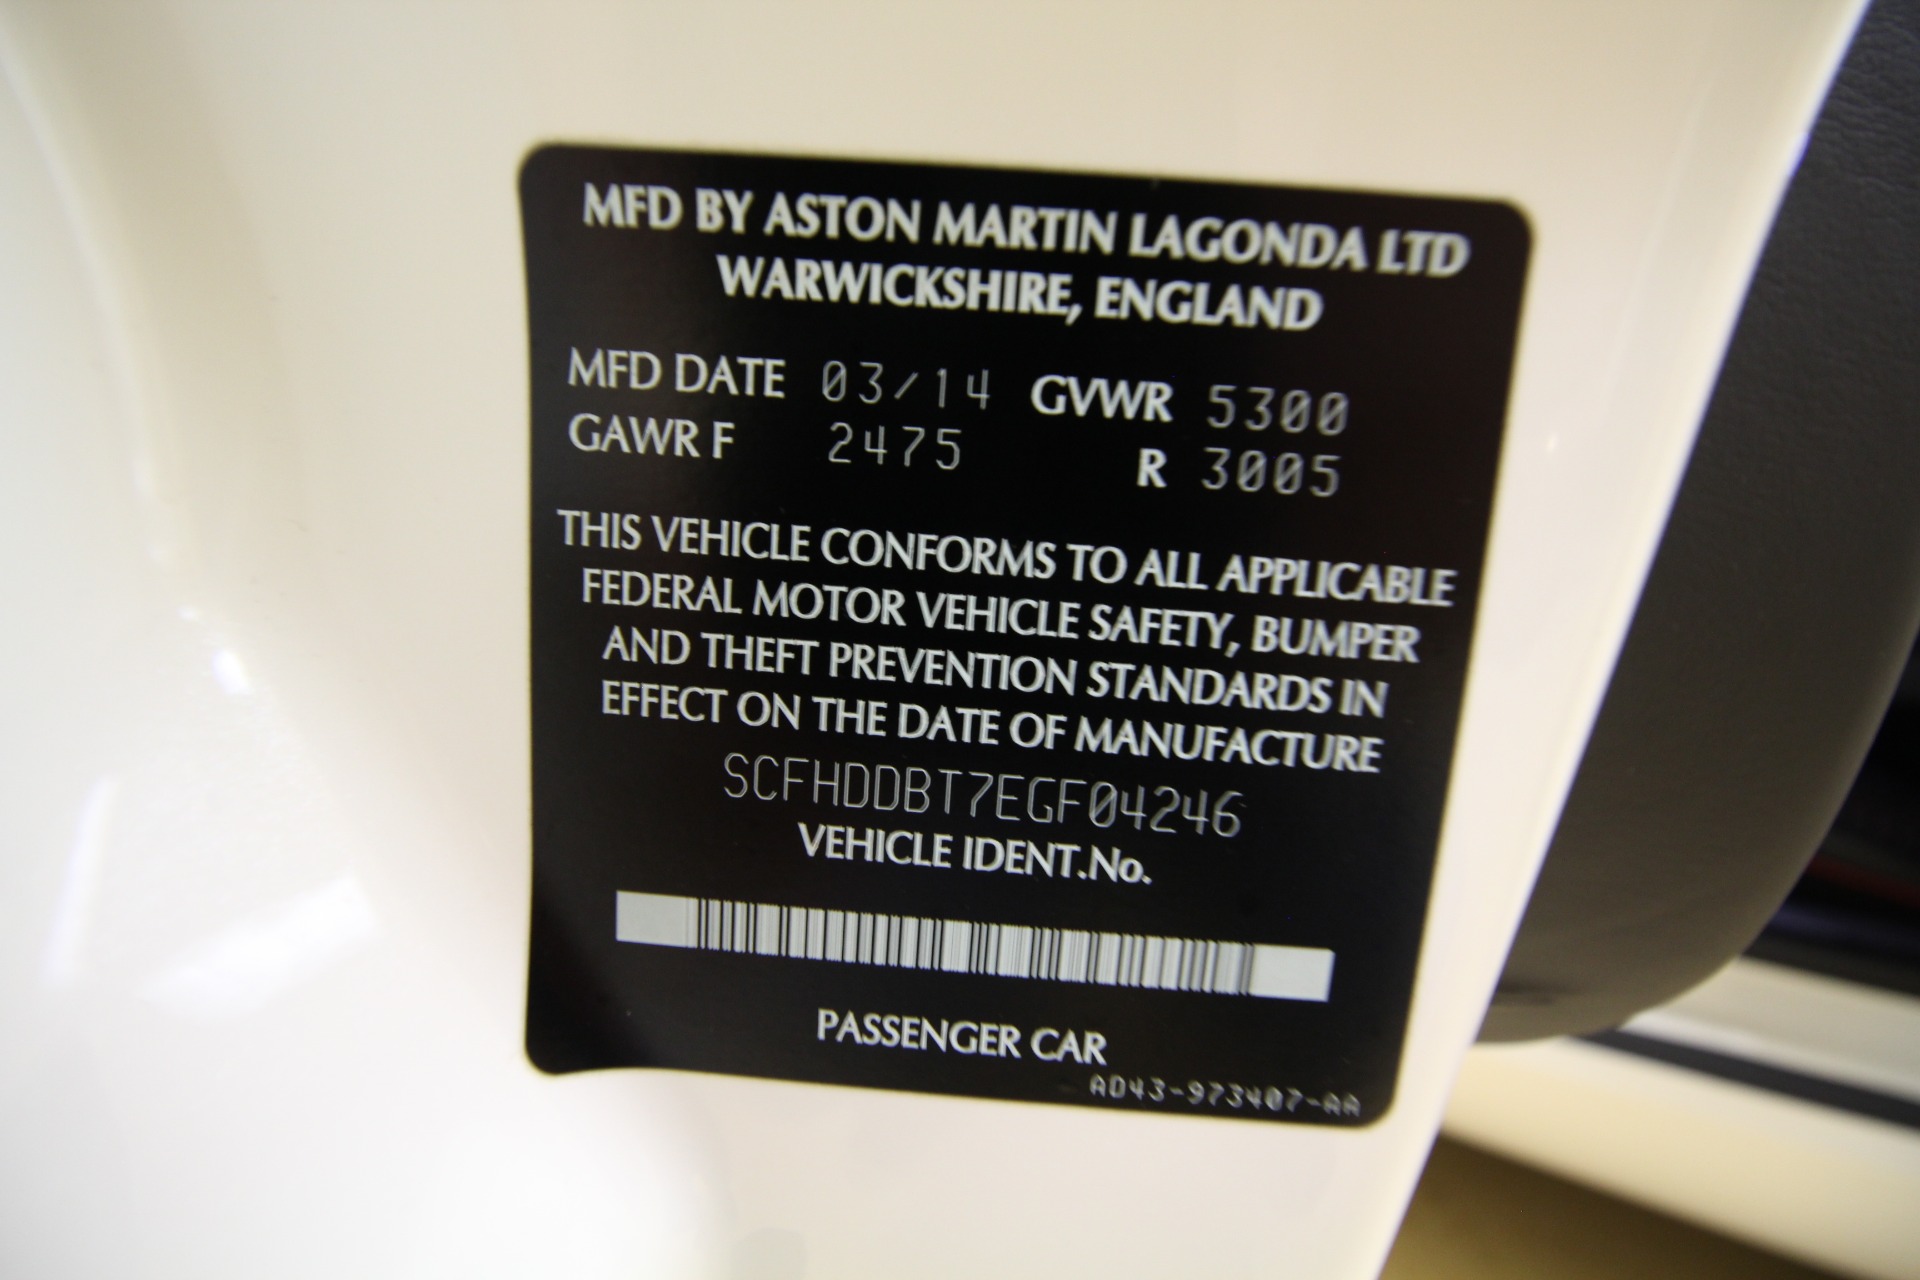 MFD BY ASTON MARTIN LAGONDA LTD
WARWICKSHIRE, ENGLAND
MFD DATE 03/14 GVWR 5300
GAWR F 2475 R 3005
THIS VEHICLE CONFORMS TO ALL APPLICABLE
FEDERAL MOTOR VEHICLE SAFETY, BUMPER
AND THEFT PREVENTION STANDARDS IN
EFFECT ON THE DATE OF MANUFACTURE
SCFHDDBT7EGF04246
VEHICLE IDENT.No.
PASSENGER CAR
AD43-973407-AA